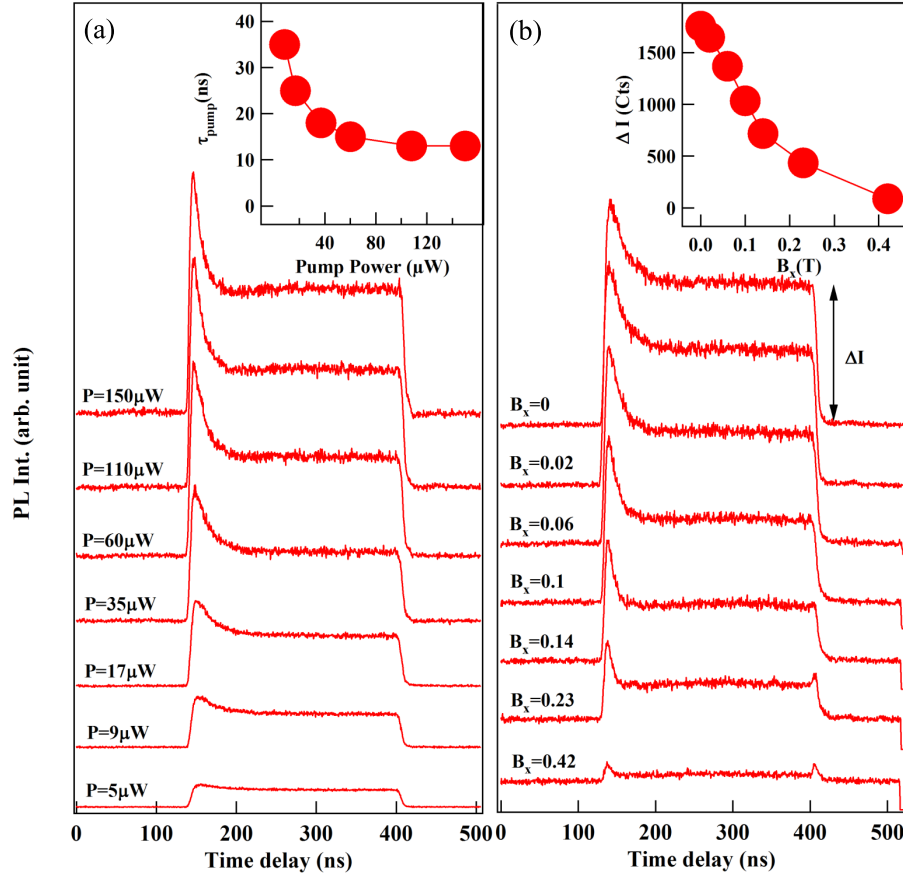 (a)
τpump(ns)
40
30
20
10
0
40
80
120
Pump Power (μW)
PL Int. (arb. unit)
P=150μW
P=110μW
P=60μW
P=35μW
P=17μW
P=9μW
P=5μW
0
100
200
300
400
500
Time delay (ns)
(b)
Δ I (Cts)
1500
1000
500
0
0.0
0.1
0.2
0.3
0.4
Bx(T)
ΔI
Bx=0
Bx=0.02
Bx=0.06
Bx=0.1
Bx=0.14
Bx=0.23
Bx=0.42
0
100
200
300
400
500
Time delay (ns)